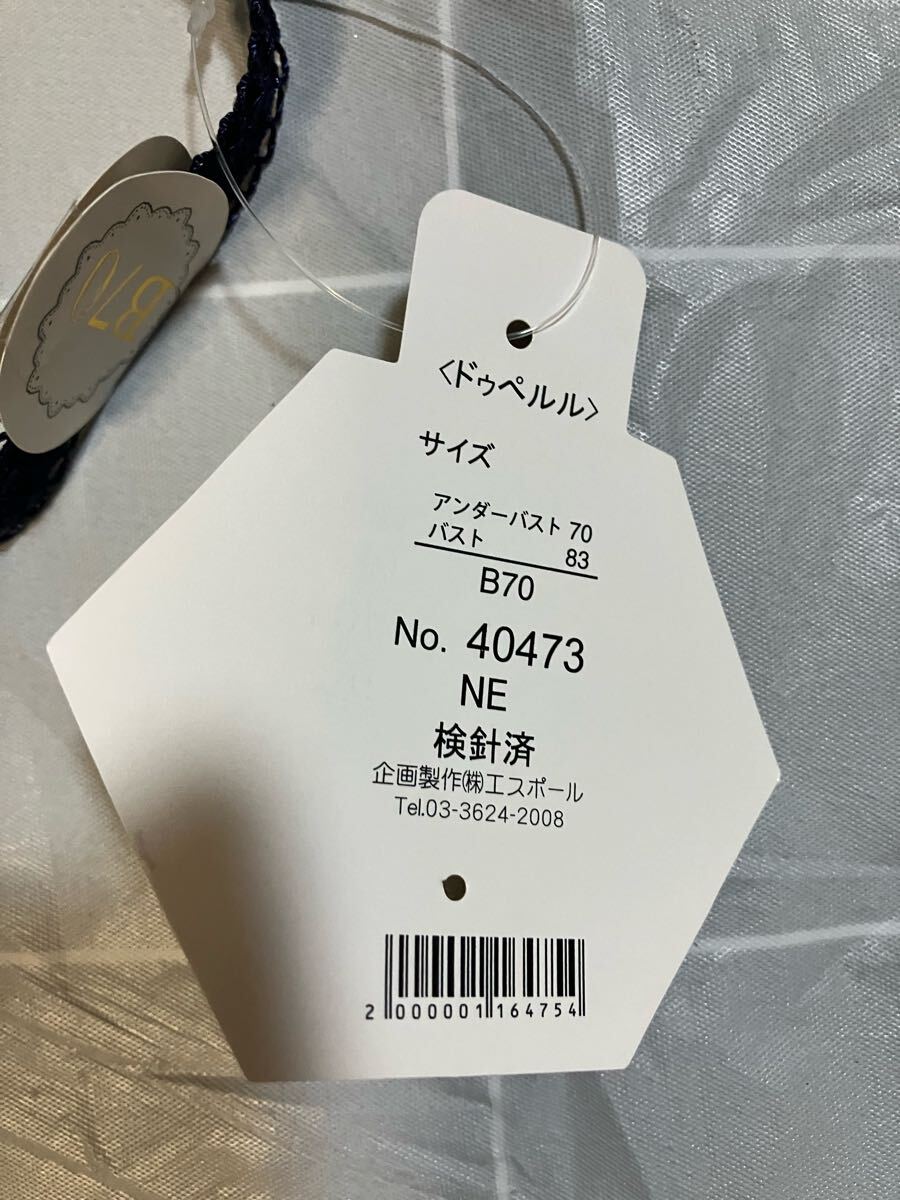 B70
〈ドゥペルル〉
サイズ
アンダーバスト 70
バスト 83
B70
No. 40473
NE
検針済
企画製作㈱エスポール
Tel.03-3624-2008
2 000001 164754